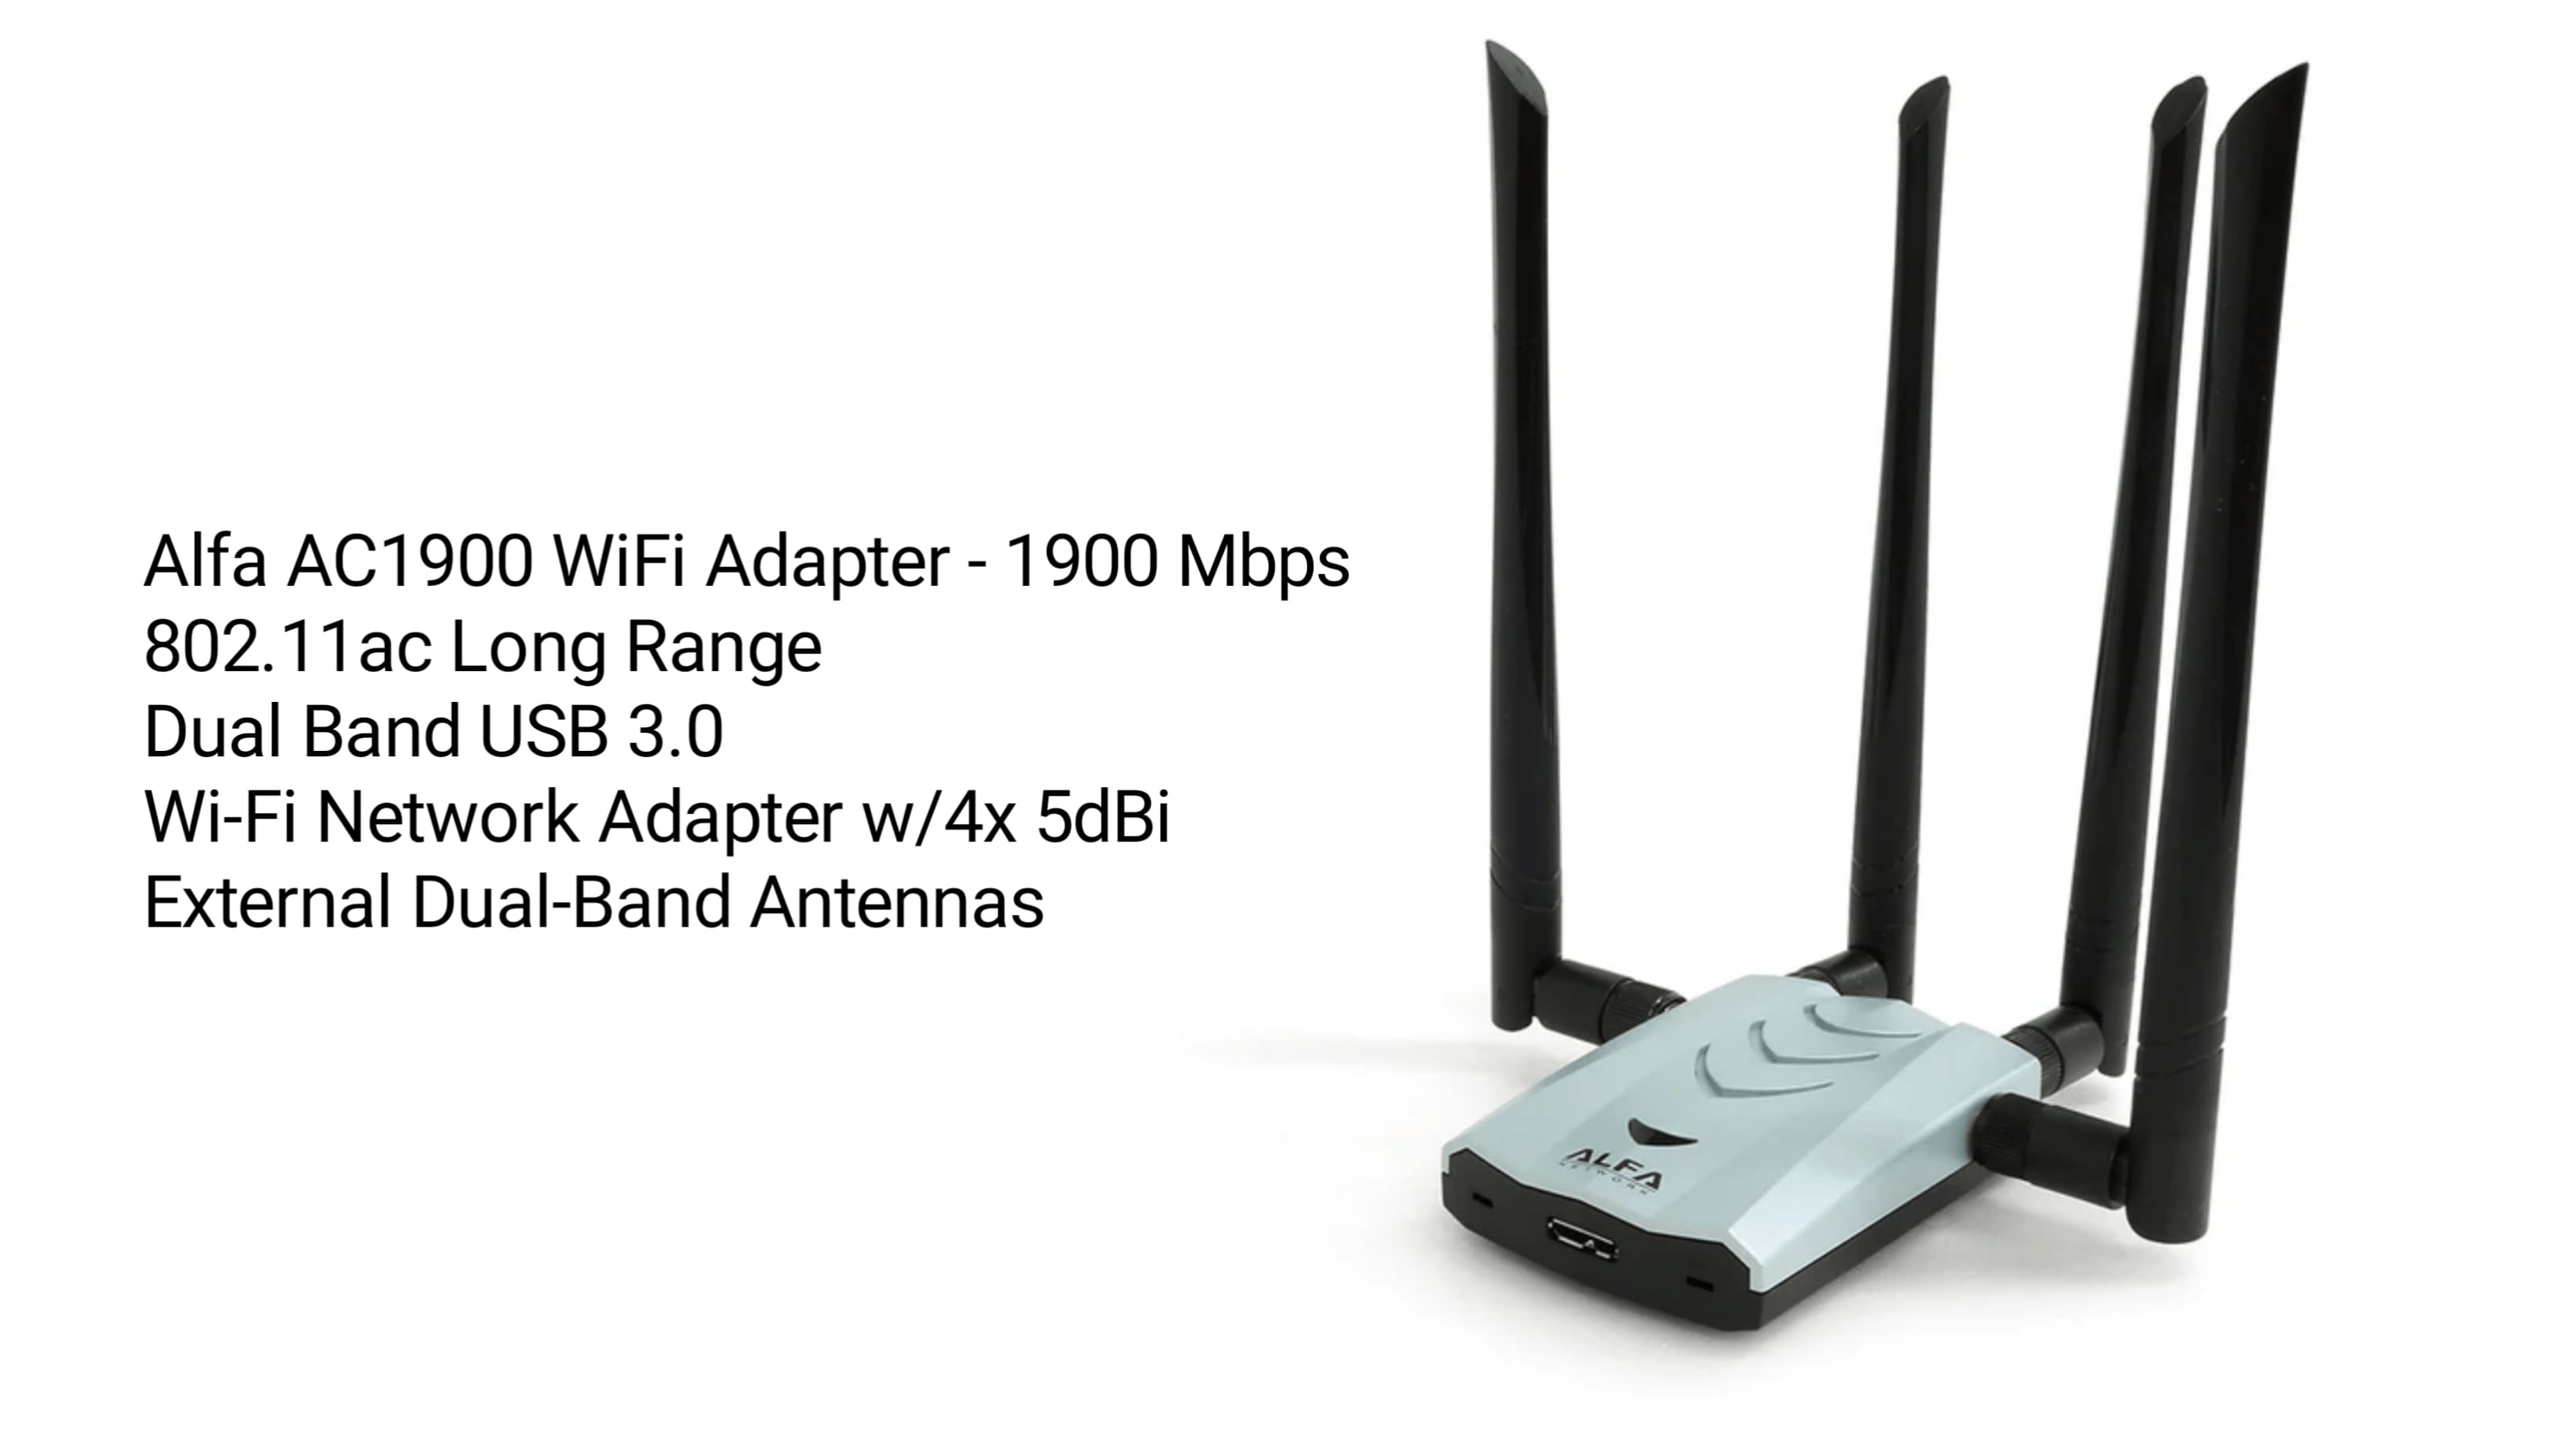 Alfa AC1900 WiFi Adapter - 1900 Mbps
802.11ac Long Range
Dual Band USB 3.0
Wi-Fi Network Adapter w/4x 5dBi
External Dual-Band Antennas
ALFA
NETWORK